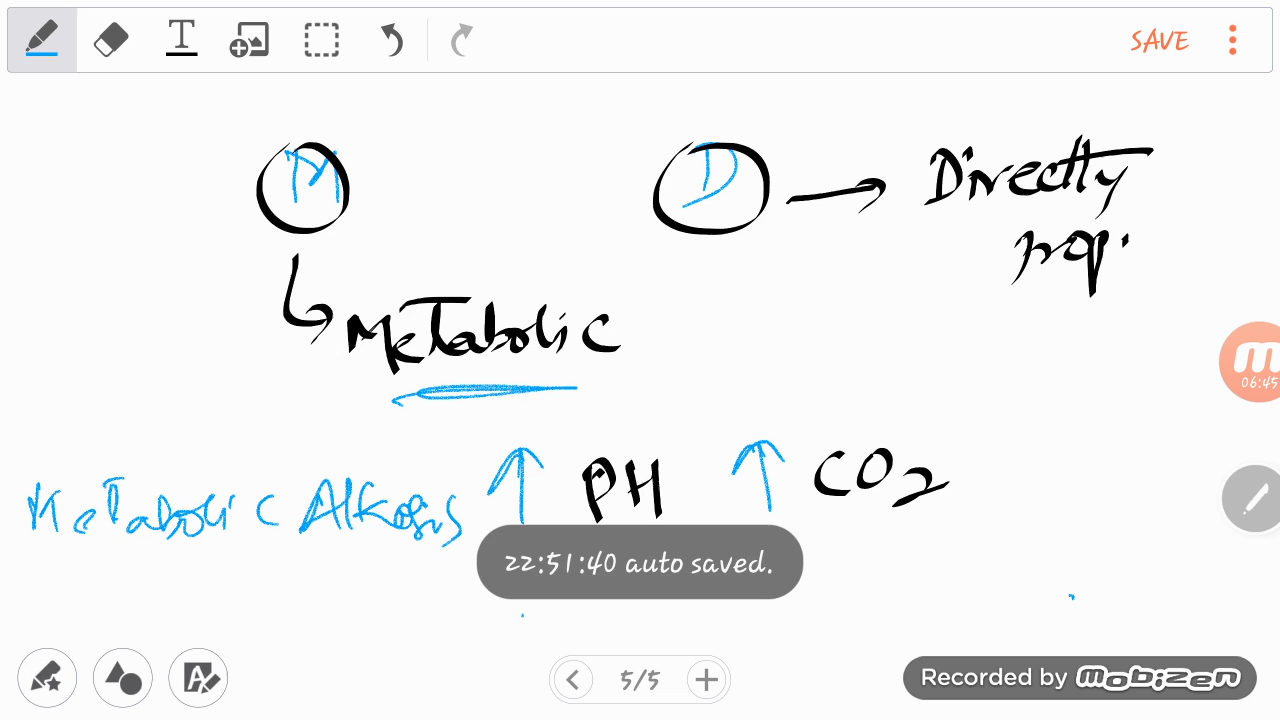 T SAVE
M D Directly
prop.
Metabolic
06:45
Metabolic Alkosis PH CO2
22:51:40 auto saved.
A
5/5
Recorded by mobizen